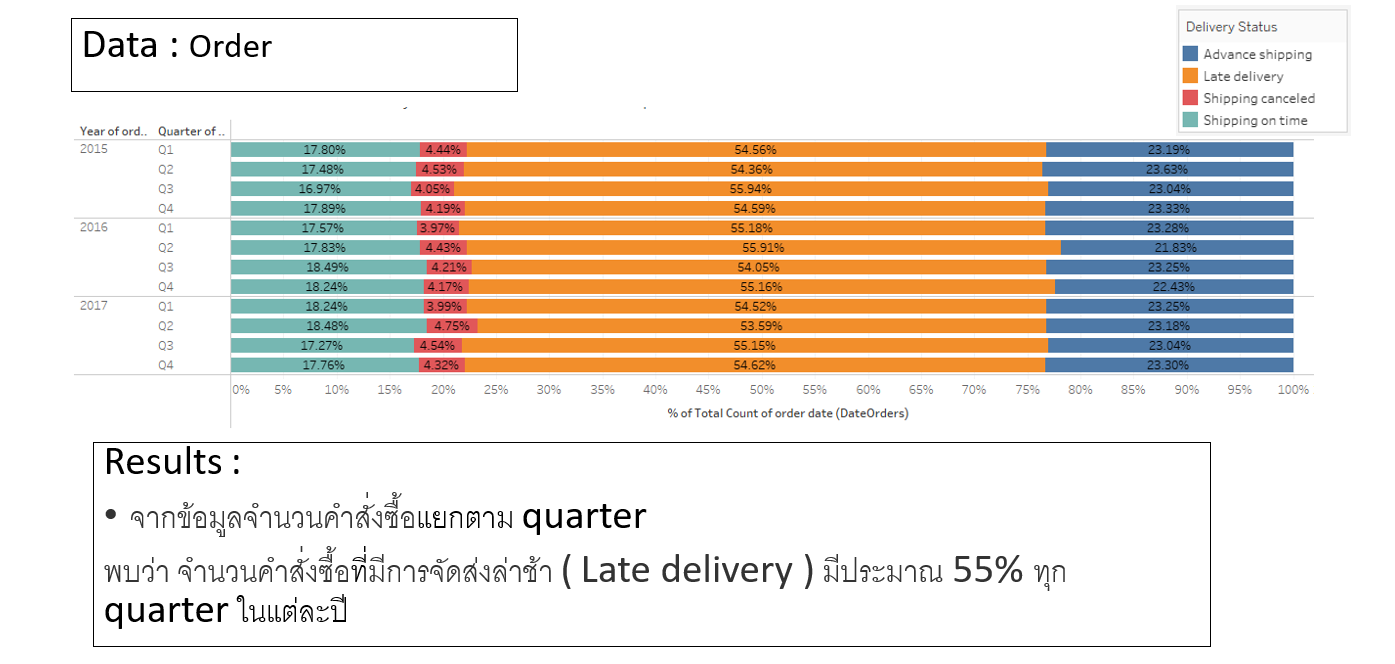 Data : Order
Delivery Status
Advance shipping
Late delivery
Shipping canceled
Shipping on time
Year of ord.. Quarter of ..
2015 Q1 17.80% 4.44% 54.56% 23.19%
Q2 17.48% 4.53% 54.36% 23.63%
Q3 16.97% 4.05% 55.94% 23.04%
Q4 17.89% 4.19% 54.59% 23.33%
2016 Q1 17.57% 3.97% 55.18% 23.28%
Q2 17.83% 4.43% 55.91% 21.83%
Q3 18.49% 4.21% 54.05% 23.25%
Q4 18.24% 4.17% 55.16% 22.43%
2017 Q1 18.24% 3.99% 54.52% 23.25%
Q2 18.48% 4.75% 53.59% 23.18%
Q3 17.27% 4.54% 55.15% 23.04%
Q4 17.76% 4.32% 54.62% 23.30%
0% 5% 10% 15% 20% 25% 30% 35% 40% 45% 50% 55% 60% 65% 70% 75% 80% 85% 90% 95% 100%
% of Total Count of order date (DateOrders)
Results :
• จากข้อมูลจำนวนคำสั่งซื้อแยกตาม quarter
พบว่า จำนวนคำสั่งซื้อที่มีการจัดส่งล่าช้า ( Late delivery ) มีประมาณ 55% ทุก
quarter ในแต่ละปี